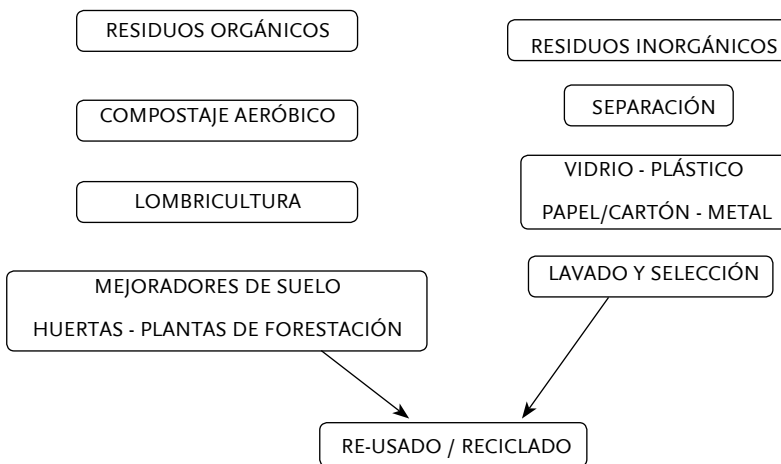 RESIDUOS ORGÁNICOS
COMPOSTAJE AERÓBICO
LOMBRICULTURA
MEJORADORES DE SUELO
HUERTAS - PLANTAS DE FORESTACIÓN
RESIDUOS INORGÁNICOS
SEPARACIÓN
VIDRIO - PLÁSTICO
PAPEL/CARTÓN - METAL
LAVADO Y SELECCIÓN
RE-USADO / RECICLADO